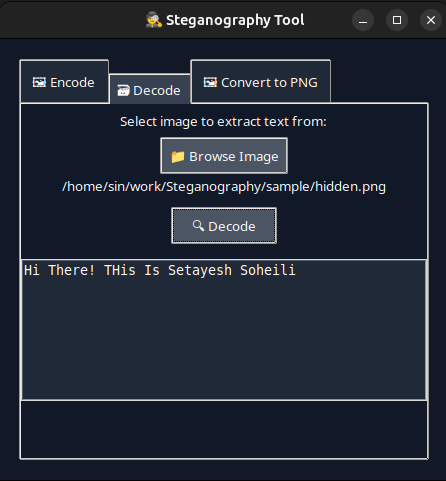 🕵️ Steganography Tool
🖼️ Encode
🗃️ Decode
🖼️ Convert to PNG
Select image to extract text from:
📁 Browse Image
/home/sin/work/Steganography/sample/hidden.png
🔍 Decode
Hi There! THis Is Setayesh Soheili